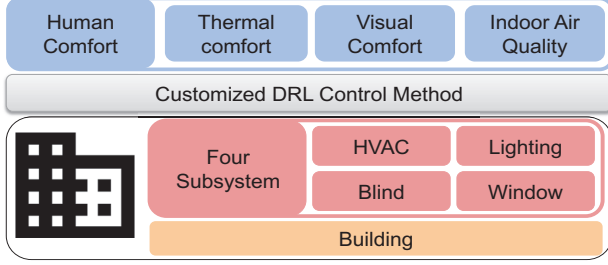 Human
Comfort
Thermal
comfort
Visual
Comfort
Indoor Air
Quality
Customized DRL Control Method
Four
Subsystem
HVAC
Lighting
Blind
Window
Building